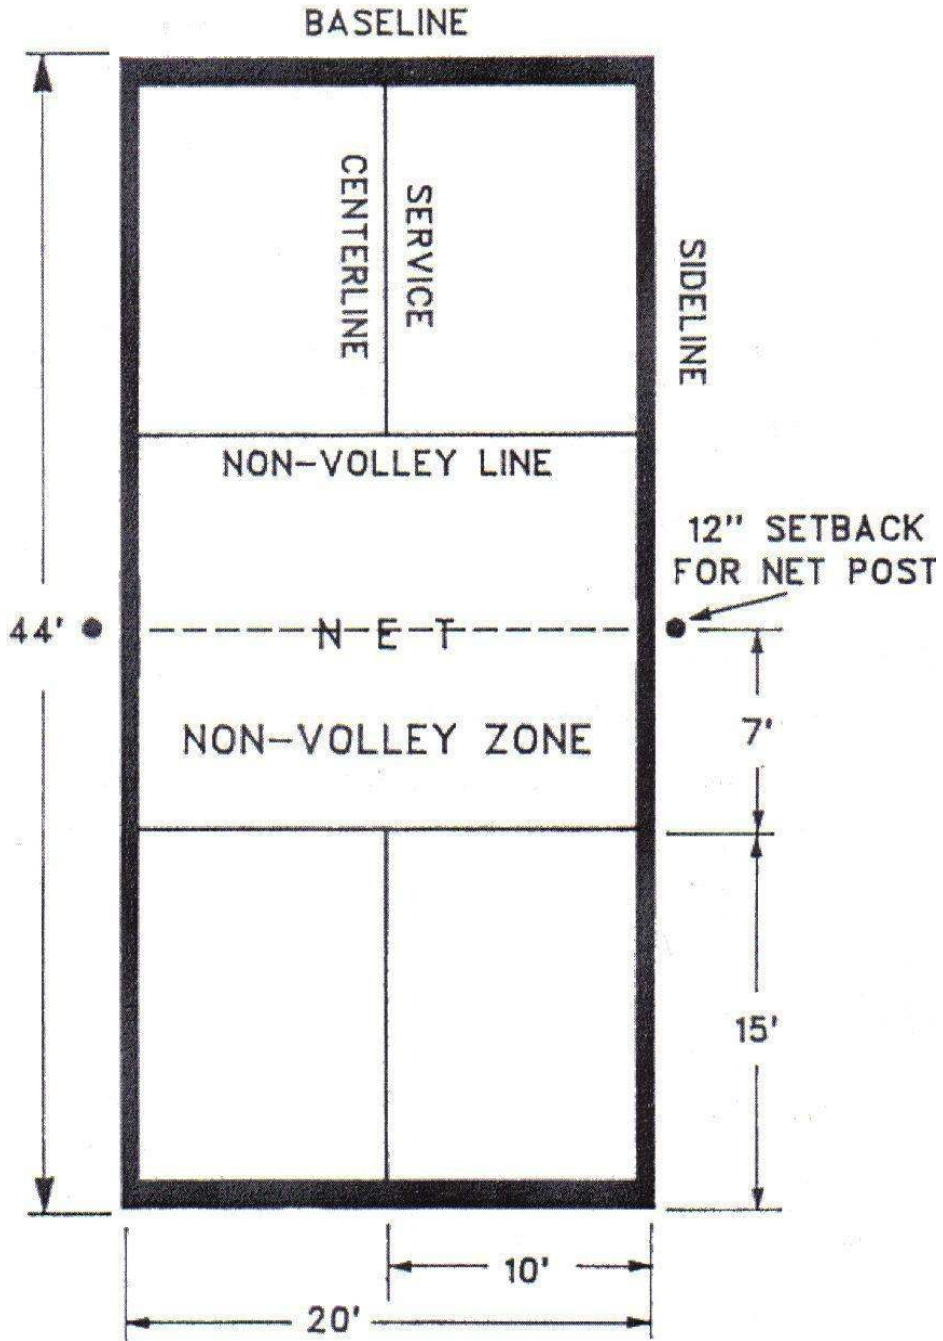 BASELINE
CENTERLINE
SERVICE
SIDELINE
NON-VOLLEY LINE
12" SETBACK
FOR NET POST
44'
NET
NON-VOLLEY ZONE
7'
15'
10'
20'